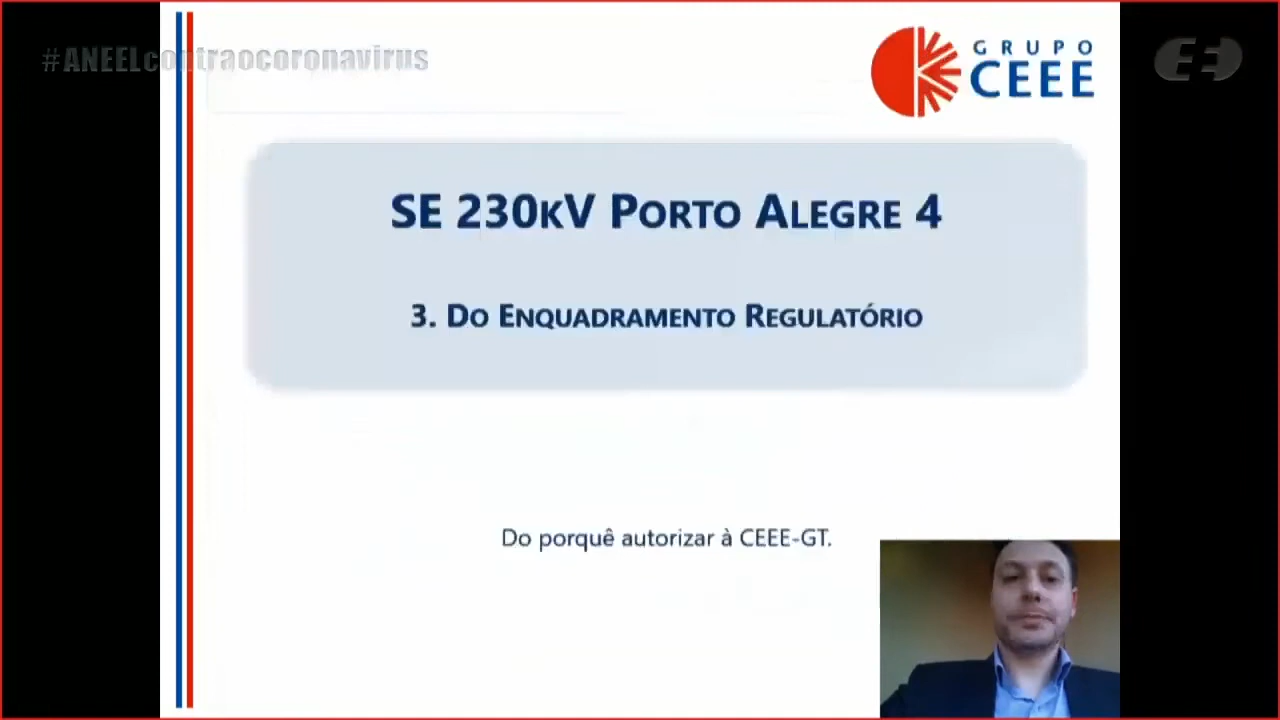 #ANEELcontraocoronavirus
GRUPO
CEEE
SE 230KV PORTO ALEGRE 4
3. DO ENQUADRAMENTO REGULATÓRIO
Do porquê autorizar à CEEE-GT.